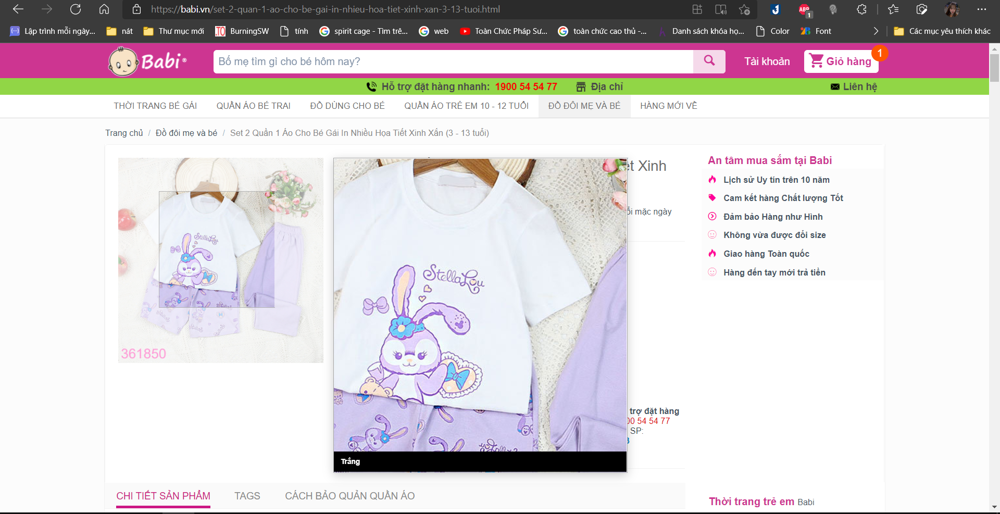 https://babi.vn/set-2-quan-1-ao-cho-be-gai-in-nhieu-hoa-tiet-xinh-xan-3-13-tuoi.html
ABP 1
Lập trình mỗi ngày... nát Thư mục mới .TO BurningSW tính spirit cage - Tìm trê... web Toàn Chức Pháp Sư... toàn chức cao thủ -... Danh sách khóa họ... Color Font Các mục yêu thích khác
Babi® Bố mẹ tìm gì cho bé hôm nay? Tài khoản Giỏ hàng 1
Hỗ trợ đặt hàng nhanh: 1900 54 54 77 Địa chỉ Liên hệ
THỜI TRANG BÉ GÁI QUẦN ÁO BÉ TRAI ĐỒ DÙNG CHO BÉ QUẦN ÁO TRẺ EM 10 - 12 TUỔI ĐỒ ĐÔI MẸ VÀ BÉ HÀNG MỚI VỀ
Trang chủ / Đồ đôi mẹ và bé / Set 2 Quần 1 Áo Cho Bé Gái In Nhiều Họa Tiết Xinh Xắn (3 - 13 tuổi)
StellaLou
361850
StellaLou
Trắng
ết Xinh
ỗi mặc ngày
trợ đặt hàng
00 54 54 77
SP:
An tâm mua sắm tại Babi
Lịch sử Uy tín trên 10 năm
Cam kết hàng Chất lượng Tốt
Đảm bảo Hàng như Hình
Không vừa được đổi size
Giao hàng Toàn quốc
Hàng đến tay mới trả tiền
CHI TIẾT SẢN PHẨM TAGS CÁCH BẢO QUẢN QUẦN ÁO
Thời trang trẻ em Babi